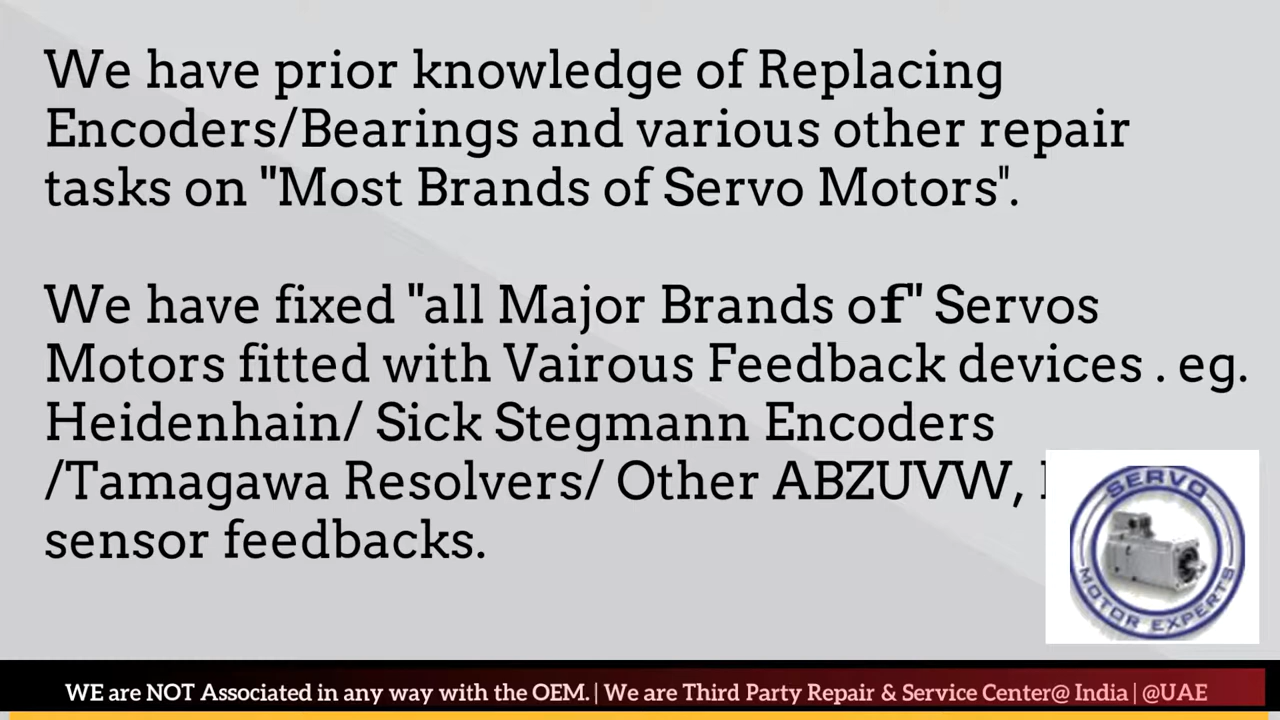 We have prior knowledge of Replacing
Encoders/Bearings and various other repair
tasks on "Most Brands of Servo Motors".
We have fixed "all Major Brands of" Servos
Motors fitted with Vairous Feedback devices . eg.
Heidenhain/ Sick Stegmann Encoders
/Tamagawa Resolvers/ Other ABZUVW,
sensor feedbacks.
SERVO
MOTOR EXPERTS
WE are NOT Associated in any way with the OEM. | We are Third Party Repair & Service Center@ India | @UAE